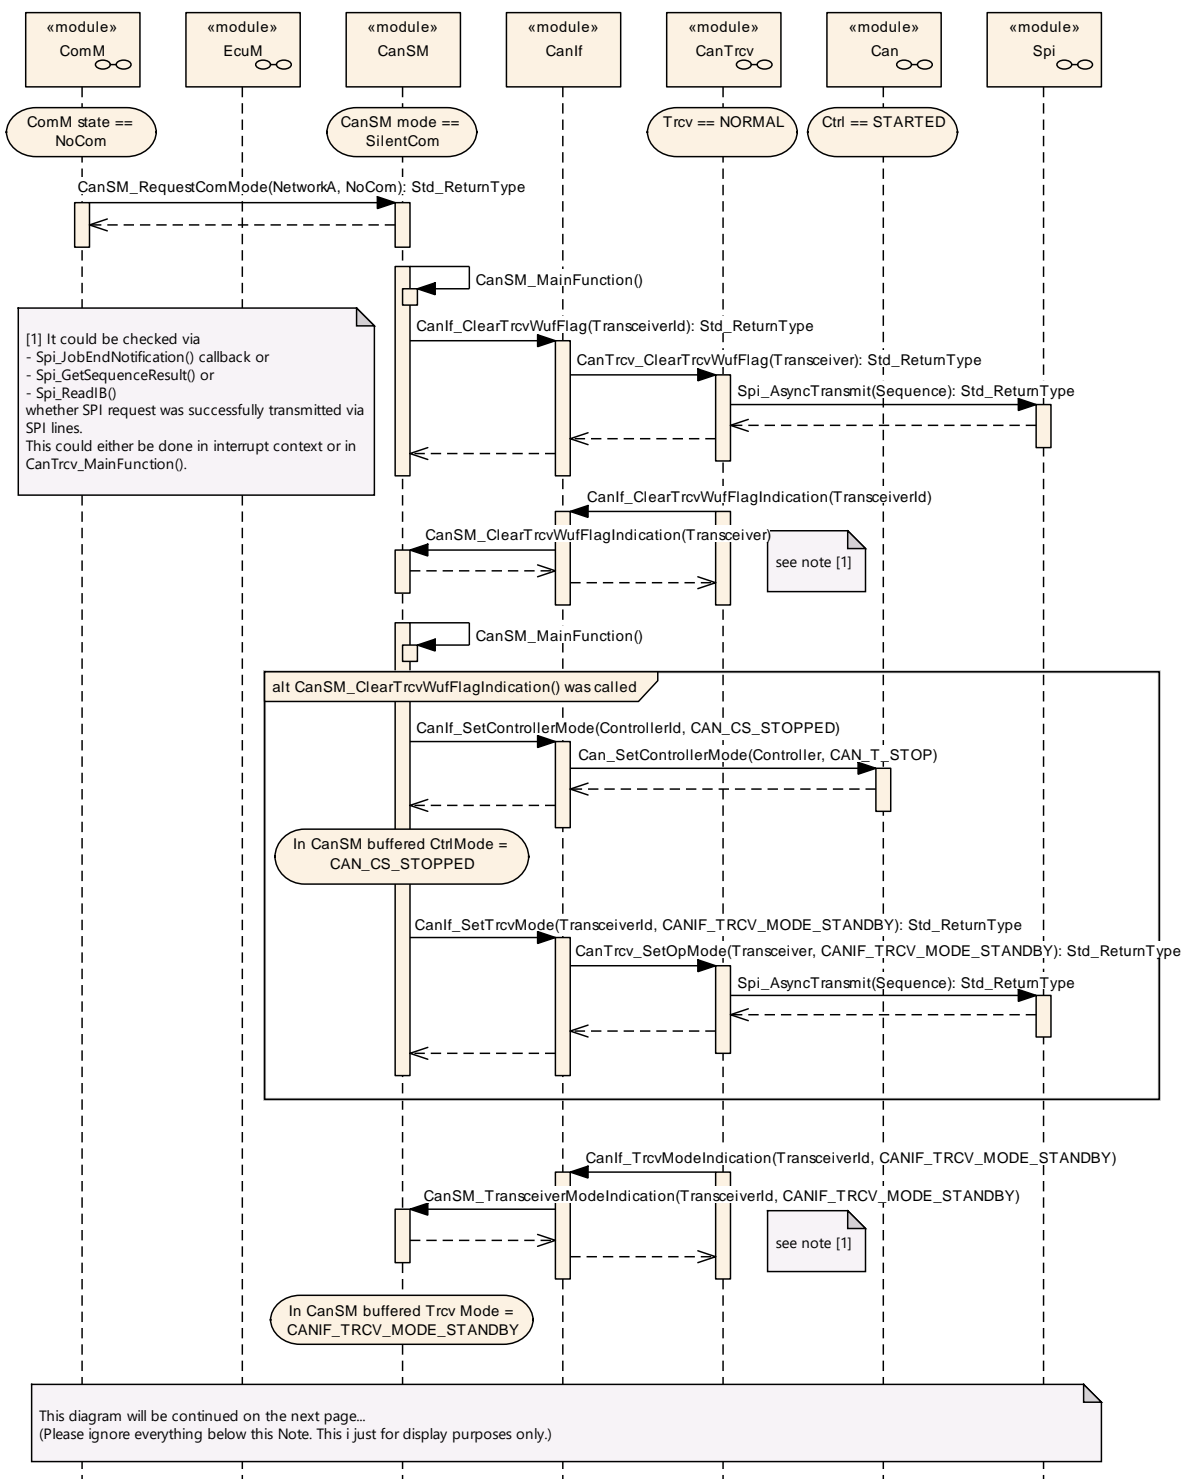 «module»
ComM
«module»
EcuM
«module»
CanSM
«module»
CanIf
«module»
CanTrcv
«module»
Can
«module»
Spi
ComM state ==
NoCom
CanSM mode ==
SilentCom
Trcv == NORMAL
Ctrl == STARTED
CanSM_RequestComMode(NetworkA, NoCom): Std_ReturnType
CanSM_MainFunction()
[1] It could be checked via
- Spi_JobEndNotification() callback or
- Spi_GetSequenceResult() or
- Spi_ReadIB()
whether SPI request was successfully transmitted via
SPI lines.
This could either be done in interrupt context or in
CanTrcv_MainFunction().
CanIf_ClearTrcvWufFlag(TransceiverId): Std_ReturnType
CanTrcv_ClearTrcvWufFlag(Transceiver): Std_ReturnType
Spi_AsyncTransmit(Sequence): Std_ReturnType
CanIf_ClearTrcvWufFlagIndication(TransceiverId)
CanSM_ClearTrcvWufFlagIndication(Transceiver)
see note [1]
CanSM_MainFunction()
alt CanSM_ClearTrcvWufFlagIndication() was called
CanIf_SetControllerMode(ControllerId, CAN_CS_STOPPED)
Can_SetControllerMode(Controller, CAN_T_STOP)
In CanSM buffered CtrlMode =
CAN_CS_STOPPED
CanIf_SetTrcvMode(TransceiverId, CANIF_TRCV_MODE_STANDBY): Std_ReturnType
CanTrcv_SetOpMode(Transceiver, CANIF_TRCV_MODE_STANDBY): Std_ReturnType
Spi_AsyncTransmit(Sequence): Std_ReturnType
CanIf_TrcvModeIndication(TransceiverId, CANIF_TRCV_MODE_STANDBY)
CanSM_TransceiverModeIndication(TransceiverId, CANIF_TRCV_MODE_STANDBY)
see note [1]
In CanSM buffered Trcv Mode =
CANIF_TRCV_MODE_STANDBY
This diagram will be continued on the next page...
(Please ignore everything below this Note. This i just for display purposes only.)